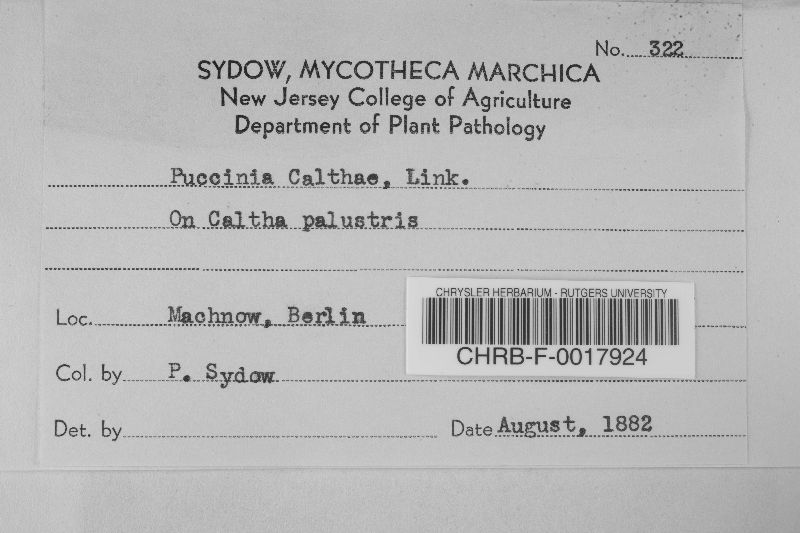 No. 322
SYDOW, MYCOTHECA MARCHICA
New Jersey College of Agriculture
Department of Plant Pathology
Puccinia Calthae, Link.
On Caltha palustris
Loc. Machnow, Berlin
CHRYSLER HERBARIUM - RUTGERS UNIVERSITY
CHRB-F-0017924
Col. by P. Sydow
Det. by
Date August, 1882